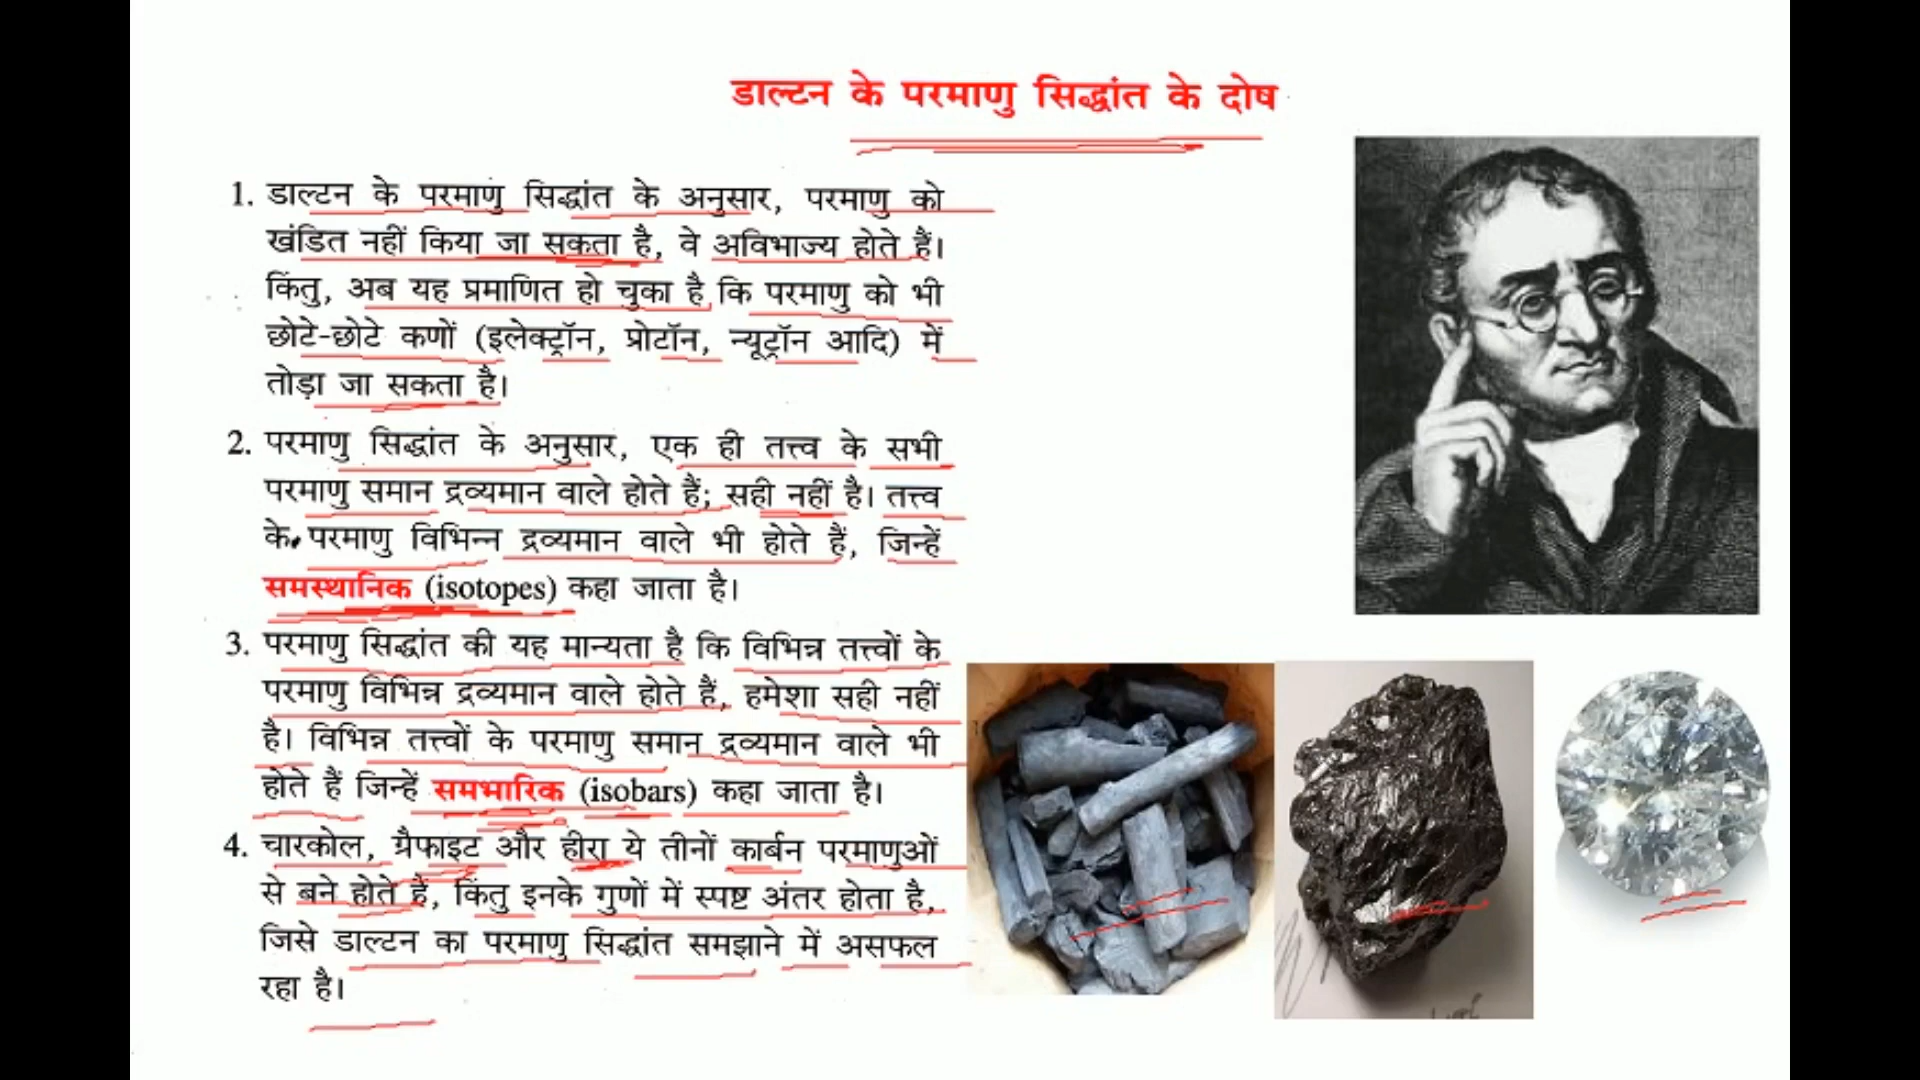 डाल्टन के परमाणु सिद्धांत के दोष
1. डाल्टन के परमाणु सिद्धांत के अनुसार, परमाणु को
खंडित नहीं किया जा सकता है, वे अविभाज्य होते हैं।
किंतु, अब यह प्रमाणित हो चुका है कि परमाणु को भी
छोटे-छोटे कणों (इलेक्ट्रॉन, प्रोटॉन, न्यूट्रॉन आदि) में
तोड़ा जा सकता है।
2. परमाणु सिद्धांत के अनुसार, एक ही तत्त्व के सभी
परमाणु समान द्रव्यमान वाले होते हैं; सही नहीं है। तत्त्व
के परमाणु विभिन्न द्रव्यमान वाले भी होते हैं, जिन्हें
समस्थानिक (isotopes) कहा जाता है।
3. परमाणु सिद्धांत की यह मान्यता है कि विभिन्न तत्त्वों के
परमाणु विभिन्न द्रव्यमान वाले होते हैं, हमेशा सही नहीं
है। विभिन्न तत्त्वों के परमाणु समान द्रव्यमान वाले भी
होते हैं जिन्हें समभारिक (isobars) कहा जाता है।
4. चारकोल, ग्रैफाइट और हीरा ये तीनों कार्बन परमाणुओं
से बने होते हैं, किंतु इनके गुणों में स्पष्ट अंतर होता है,
जिसे डाल्टन का परमाणु सिद्धांत समझाने में असफल
रहा है।